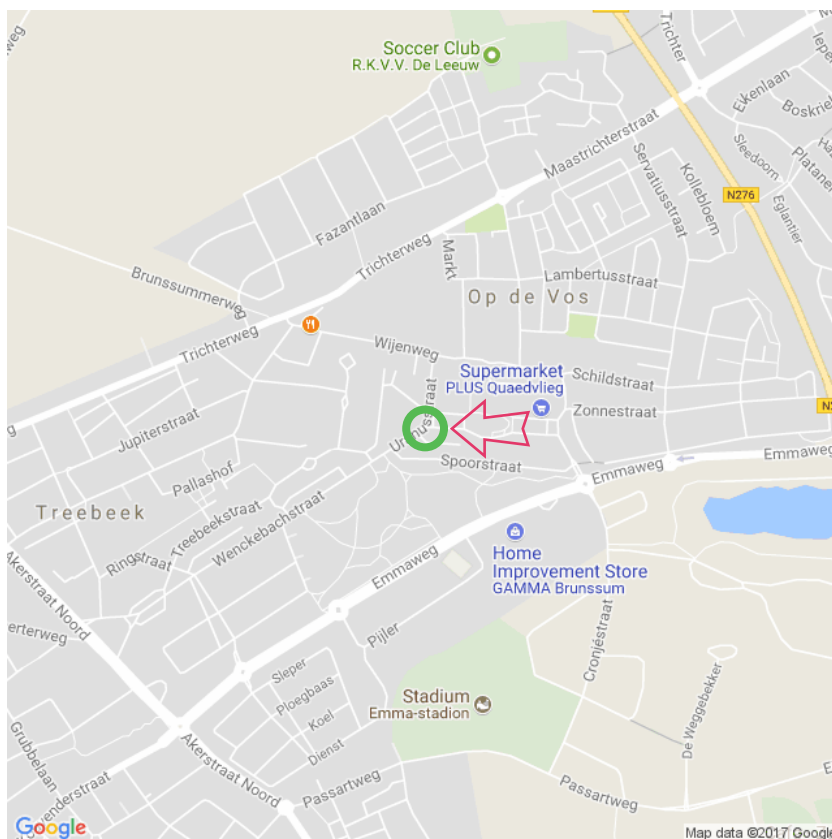 Trichterweg
Soccer Club
R.K.V.V. De Leeuw
Trichter
Eikenlaan
Sleedoorn
Eglantier
Servatiusstraat
Kollebloem
Maastrichterstraat
N276
Fazantlaan
Trichterweg
Markt
Lambertusstraat
Brunssummerweg
Op de Vos
Trichterweg
Wijenweg
Supermarket
PLUS Quaedvlieg
Schildstraat
Zonnestraat
Jupiterstraat
Spoorstraat
Emmaweg
Emmaweg
Pallashof
Treebeek
Treebeekstraat
Wenckebachstraat
Ringstraat
Emmaweg
Home
Improvement Store
GAMMA Brunssum
Akerstraat Noord
Pijler
Cronjéstraat
Sleper
Ploegbaas
Koel
Dienst
Stadium
Emma-stadion
De Weggebekker
Grubbelaan
Akerstraat Noord
Passartweg
Passartweg
Google
Map data ©2017 Google